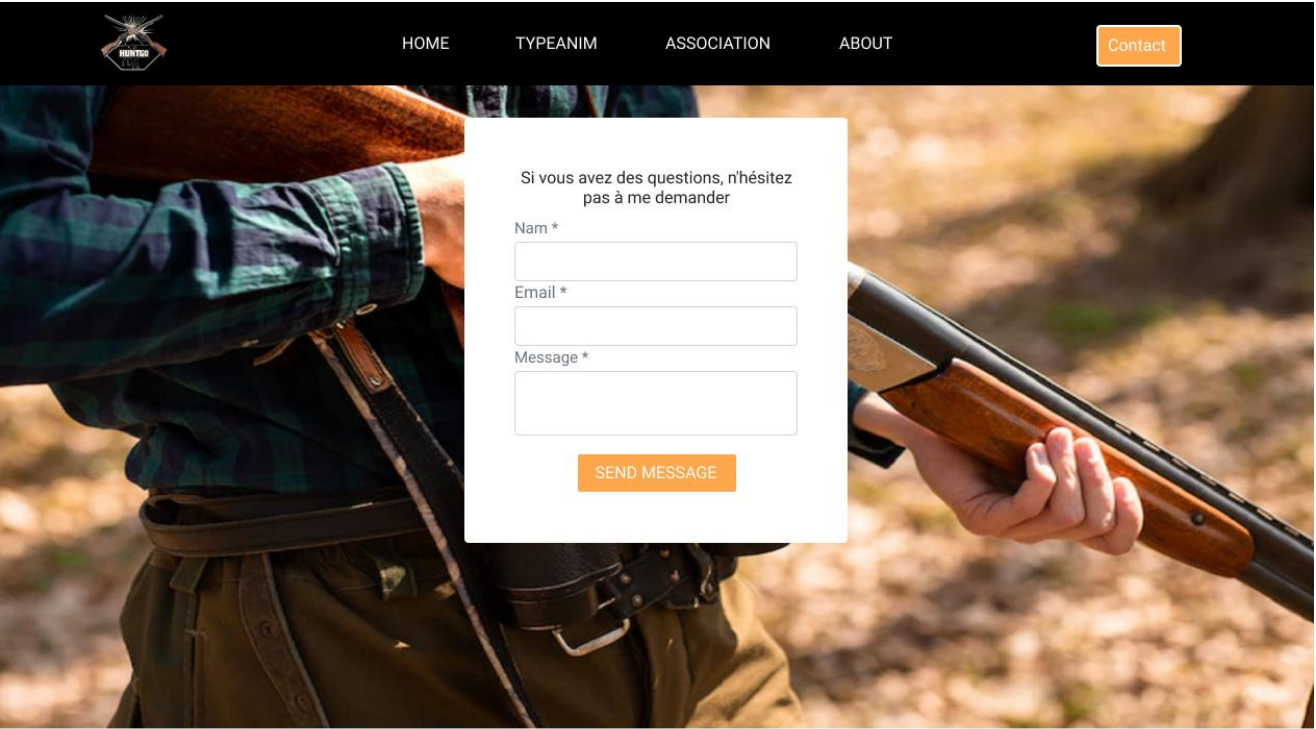 HUNTGO
HOME TYPEANIM ASSOCIATION ABOUT Contact
Si vous avez des questions, n'hésitez
pas à me demander
Nam *
Email *
Message *
SEND MESSAGE